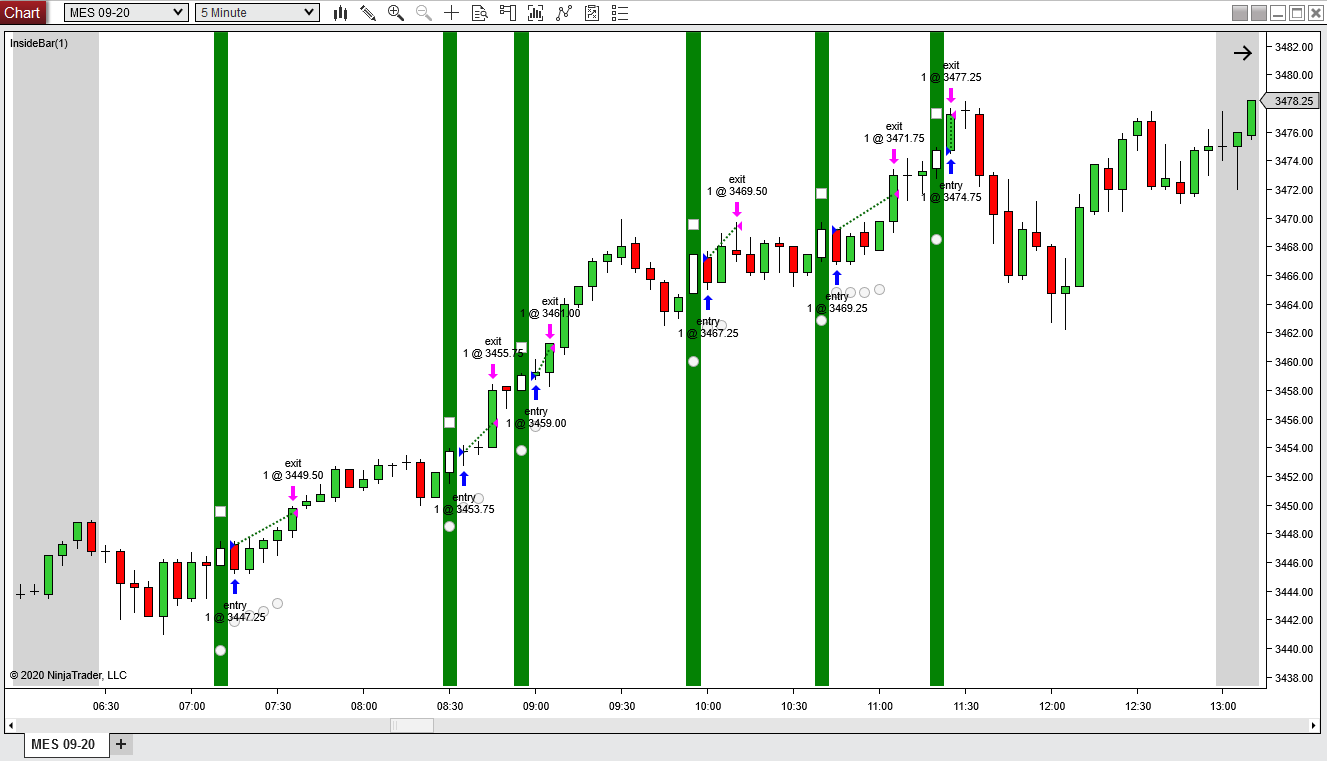 Chart
MES 09-20
5 Minute
InsideBar(1)
exit
1 @ 3449.50
entry
1 @ 3447.25
exit
1 @ 3455.75
entry
1 @ 3453.75
exit
1 @ 3461.00
entry
1 @ 3459.00
exit
1 @ 3469.50
entry
1 @ 3467.25
exit
1 @ 3471.75
entry
1 @ 3469.25
exit
1 @ 3477.25
entry
1 @ 3474.75
3482.00
3480.00
3478.25
3476.00
3474.00
3472.00
3470.00
3468.00
3466.00
3464.00
3462.00
3460.00
3458.00
3456.00
3454.00
3452.00
3450.00
3448.00
3446.00
3444.00
3442.00
3440.00
3438.00
© 2020 NinjaTrader, LLC
06:30
07:00
07:30
08:00
08:30
09:00
09:30
10:00
10:30
11:00
11:30
12:00
12:30
13:00
MES 09-20
+